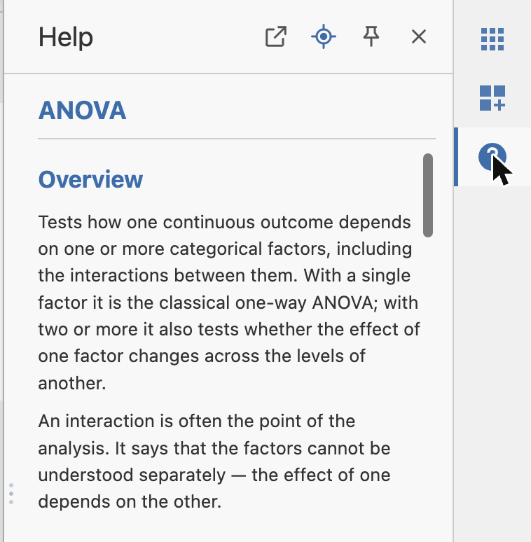 Help
ANOVA
Overview
Tests how one continuous outcome depends
on one or more categorical factors, including
the interactions between them. With a single
factor it is the classical one-way ANOVA; with
two or more it also tests whether the effect of
one factor changes across the levels of
another.
An interaction is often the point of the
analysis. It says that the factors cannot be
understood separately — the effect of one
depends on the other.